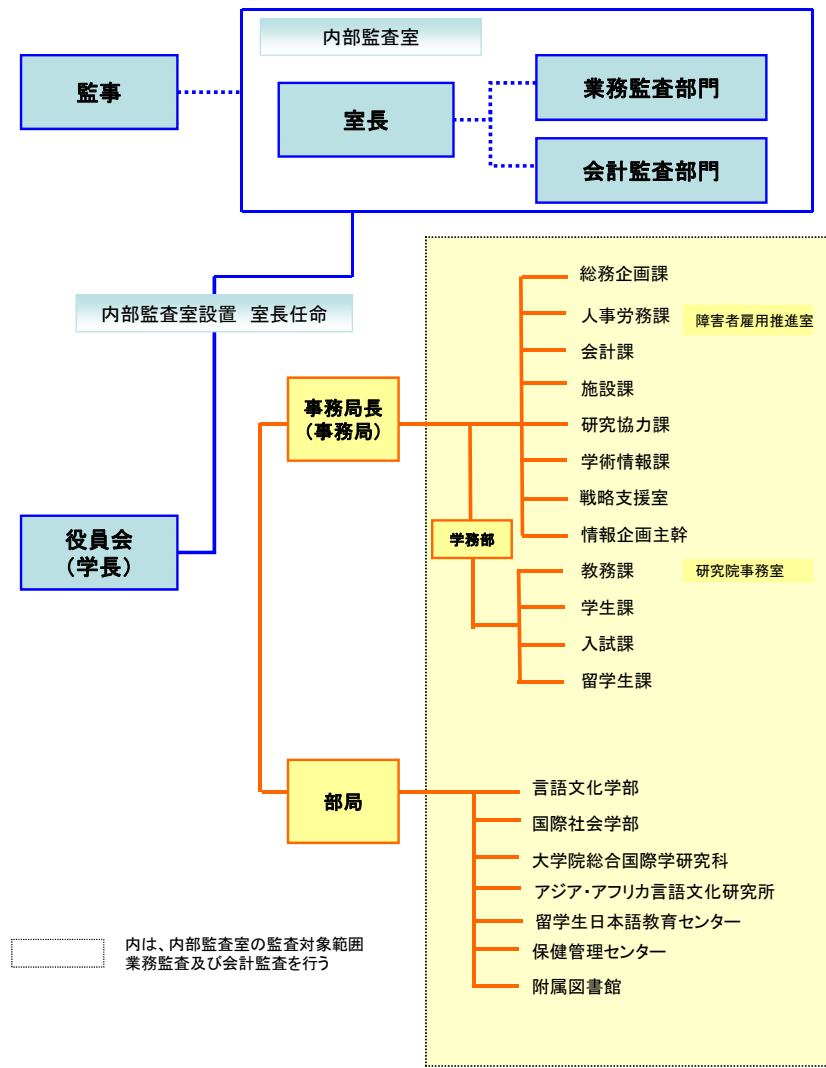 内部監査室
監事
室長
業務監査部門
会計監査部門
内部監査室設置 室長任命
総務企画課
人事労務課
障害者雇用推進室
会計課
施設課
事務局長
（事務局）
研究協力課
学術情報課
戦略支援室
情報企画主幹
学務部
役員会
（学長）
教務課
研究院事務室
学生課
入試課
留学生課
部局
言語文化学部
国際社会学部
大学院総合国際学研究科
アジア・アフリカ言語文化研究所
留学生日本語教育センター
保健管理センター
附属図書館
内は、内部監査室の監査対象範囲
業務監査及び会計監査を行う